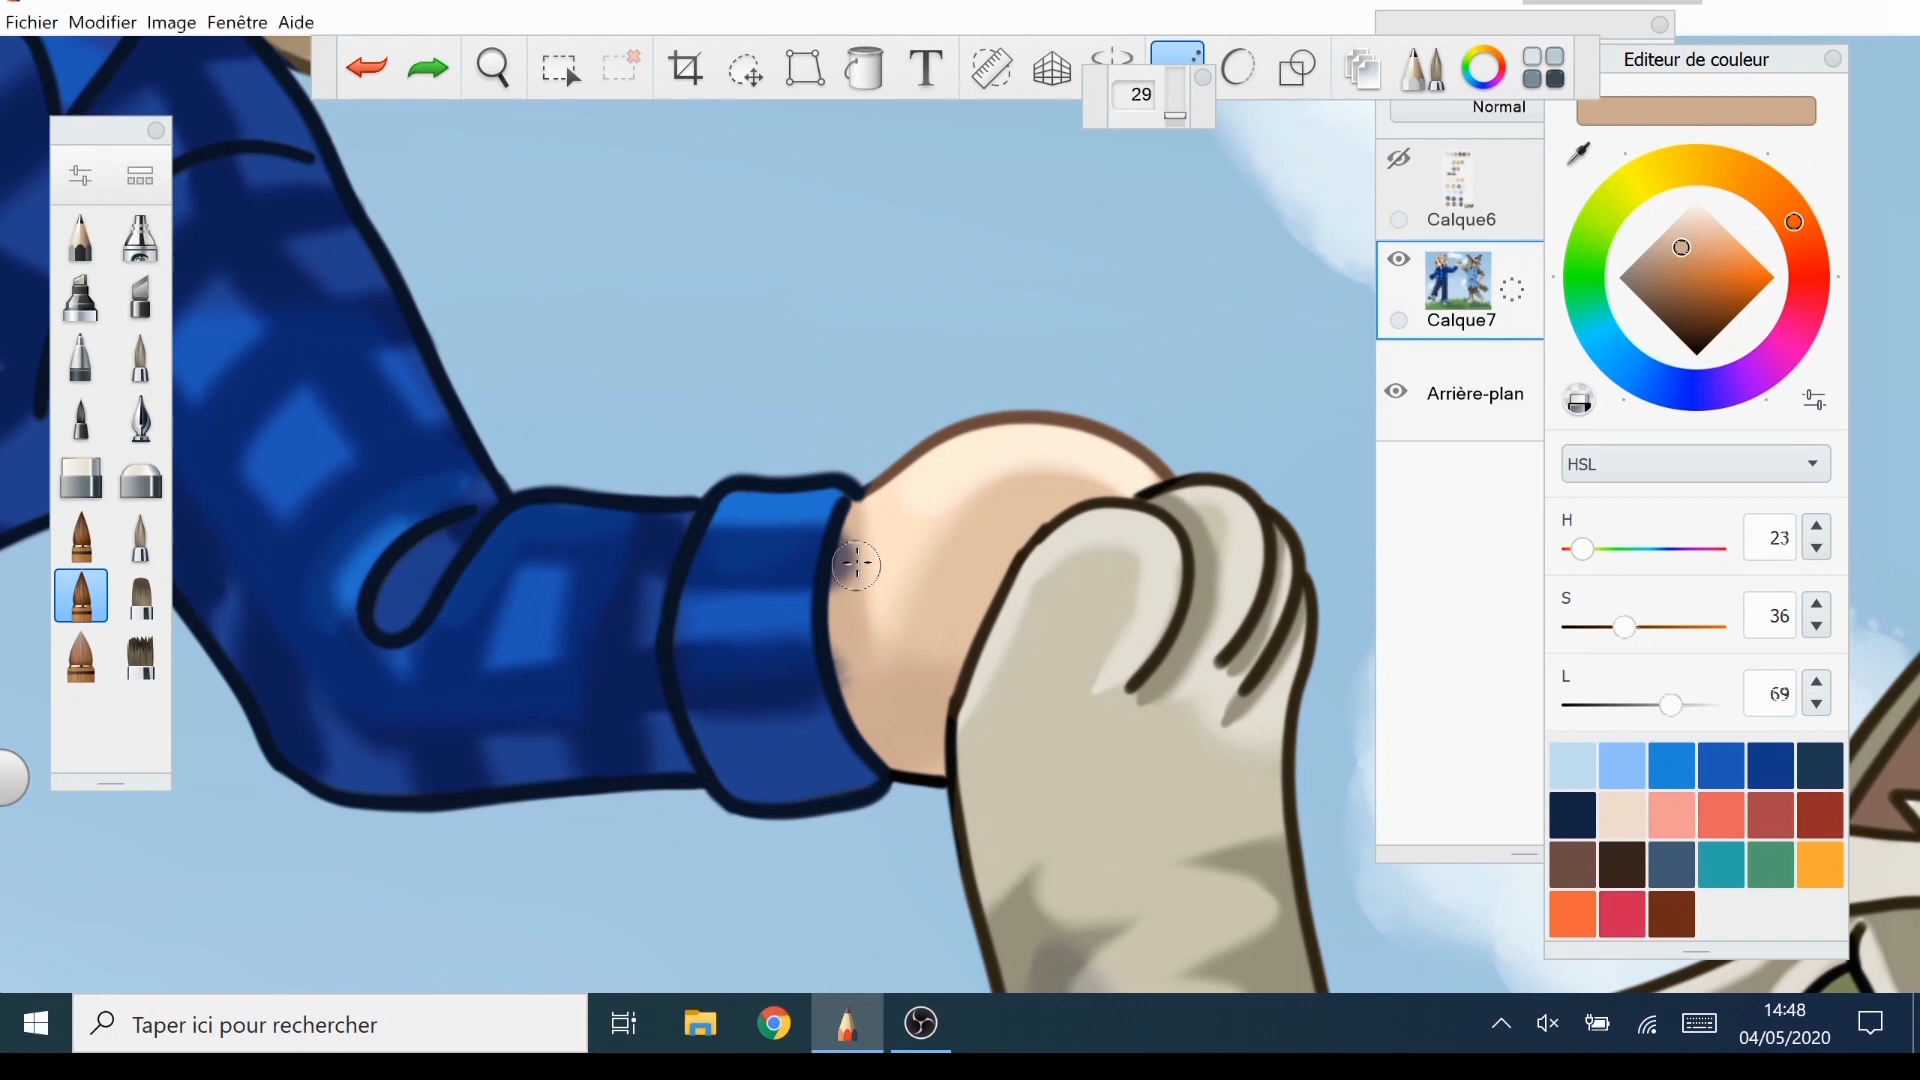 Fichier Modifier Image Fenêtre Aide
Editeur de couleur
T
29
Normal
Calque6
Calque7
Arrière-plan
HSL
H
23
S
36
L
69
Taper ici pour rechercher
14:48
04/05/2020